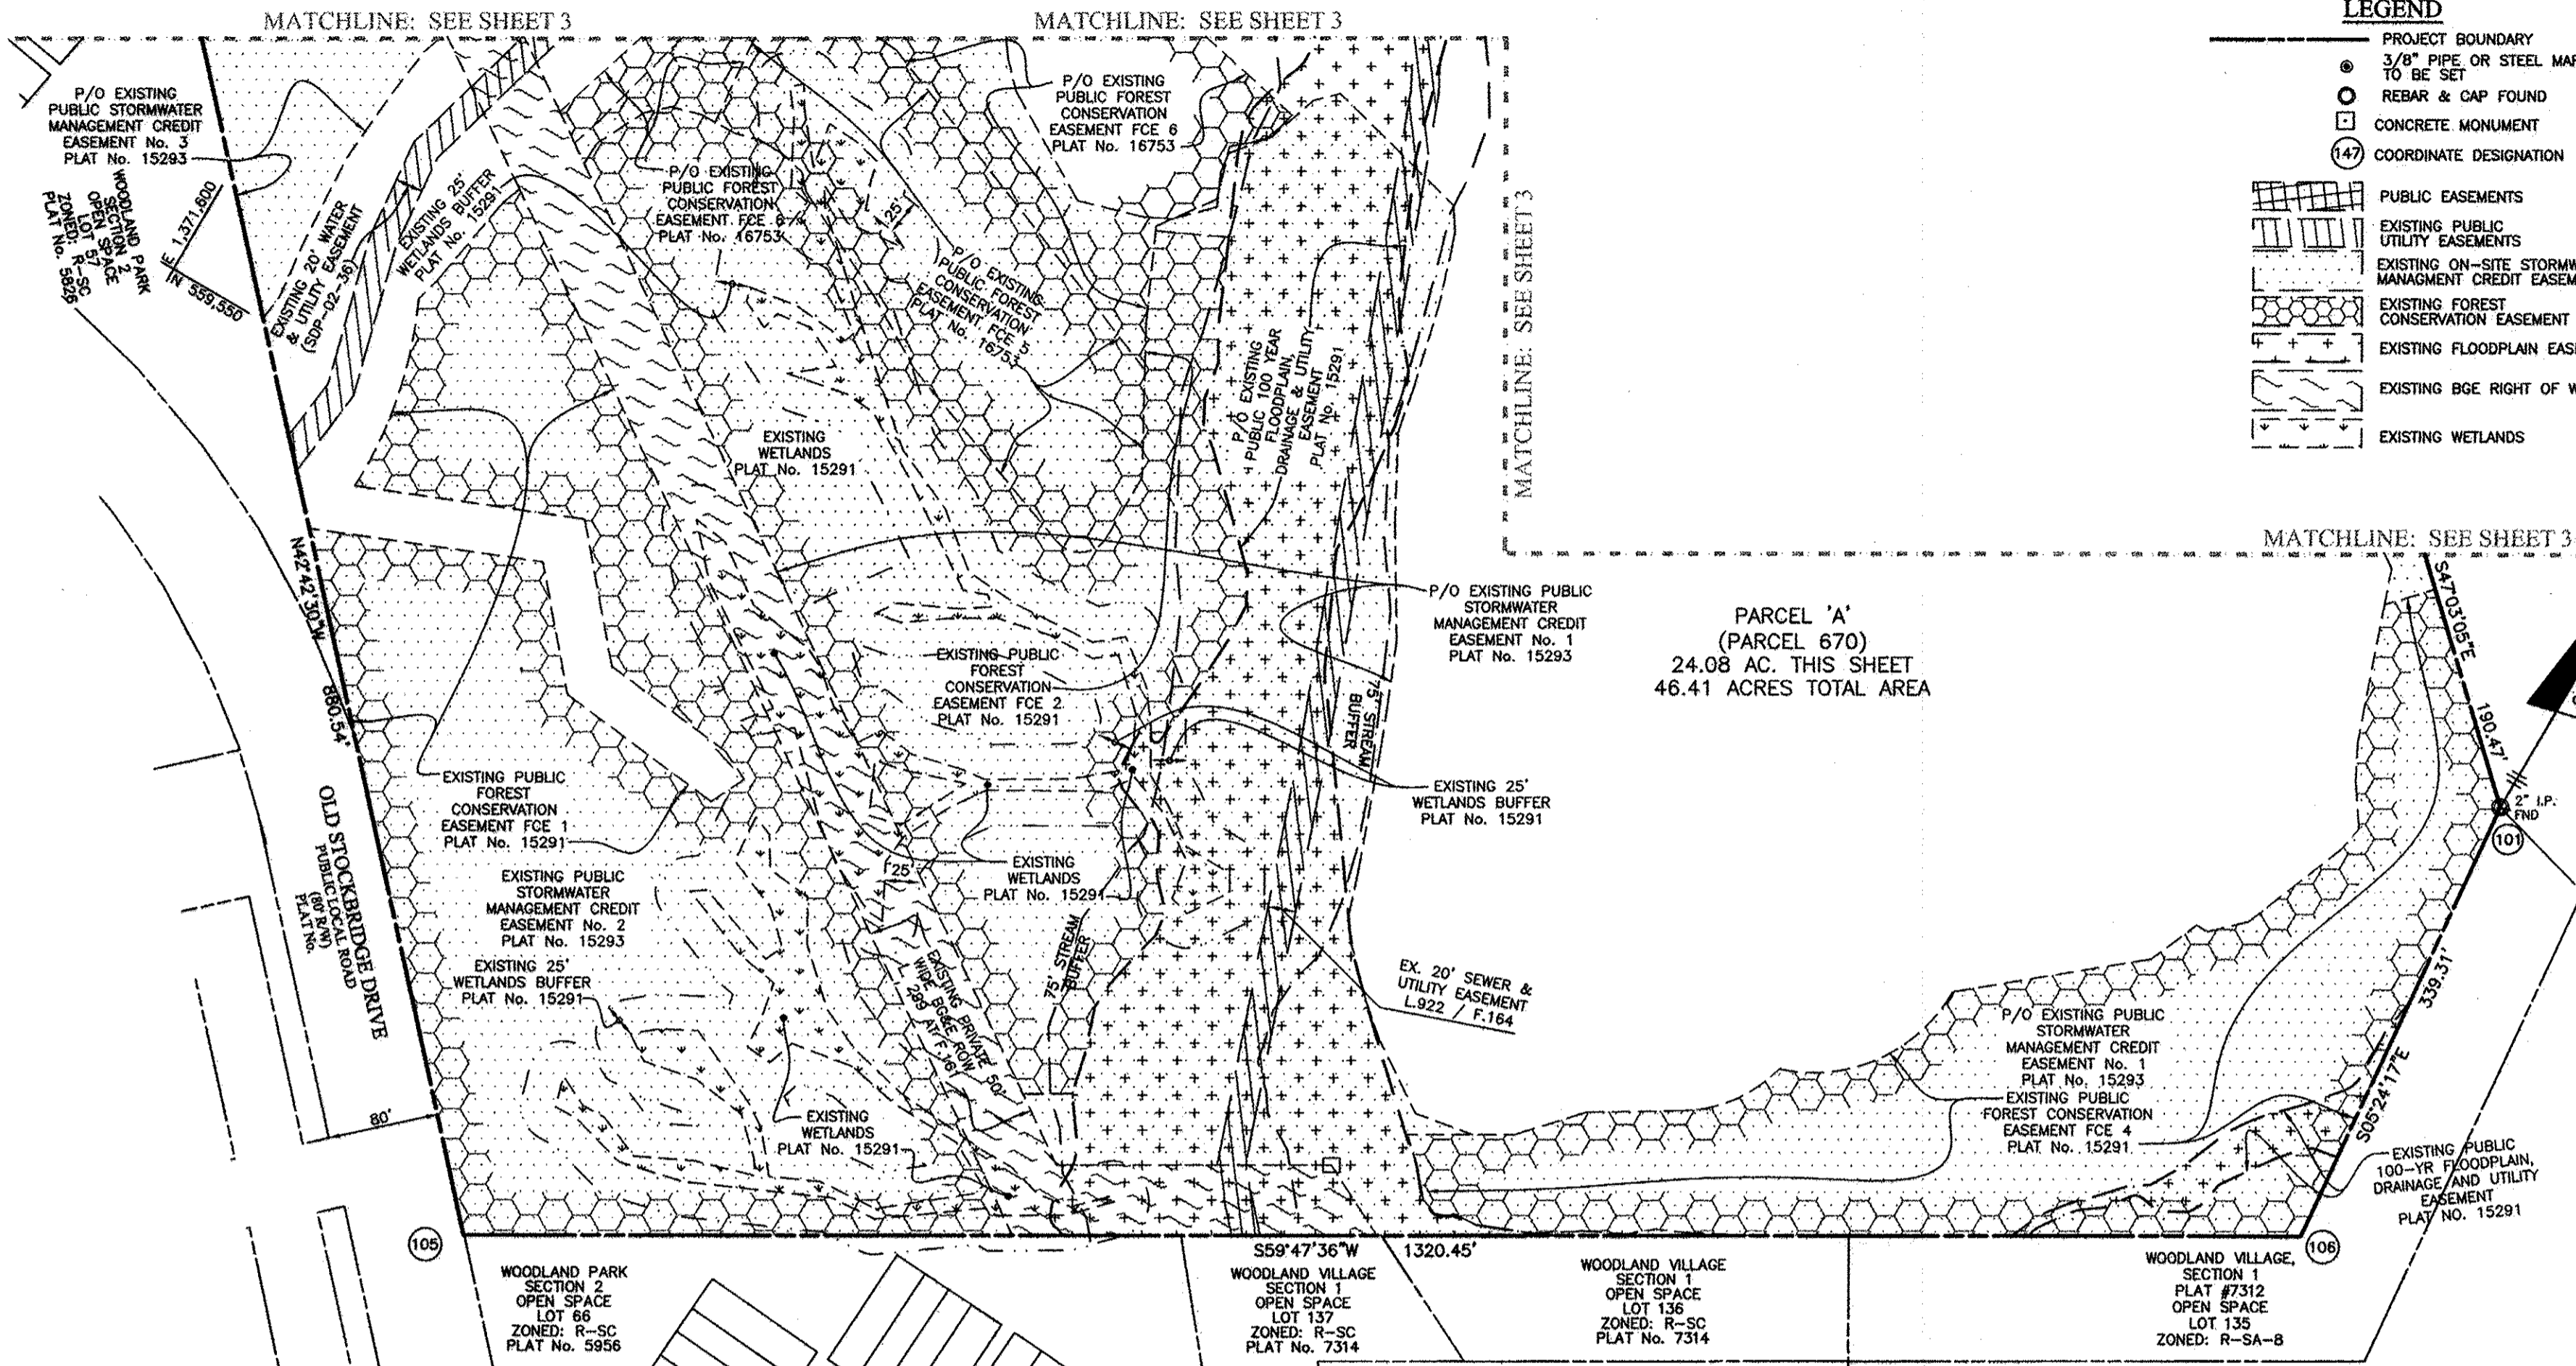 MATCHLINE: SEE SHEET 3
MATCHLINE: SEE SHEET 3
LEGEND
PROJECT BOUNDARY
3/8" PIPE OR STEEL MAR
TO BE SET
REBAR & CAP FOUND
CONCRETE MONUMENT
147
COORDINATE DESIGNATION
PUBLIC EASEMENTS
EXISTING PUBLIC
UTILITY EASEMENTS
EXISTING ON-SITE STORMW
MANAGMENT CREDIT EASEM
EXISTING FOREST
CONSERVATION EASEMENT
EXISTING FLOODPLAIN EASE
EXISTING BGE RIGHT OF W
EXISTING WETLANDS
P/O EXISTING
PUBLIC STORMWATER
MANAGEMENT CREDIT
EASEMENT No. 3
PLAT No. 15293
WOODLAND PARK
SECTION 2
OPEN SPACE
LOT 57
ZONED: R-SC
PLAT No. 5826
E 1,371,600
N 559,550
EXISTING 20' WATER
& UTILITY EASEMENT
(SDP-02-36)
EXISTING 25'
WETLANDS BUFFER
PLAT No. 15291
P/O EXISTING
PUBLIC FOREST
CONSERVATION
EASEMENT FCE 6
PLAT No. 16753
P/O EXISTING
PUBLIC FOREST
CONSERVATION
EASEMENT FCE 6
PLAT No. 16753
25'
P/O EXISTING
PUBLIC FOREST
CONSERVATION
EASEMENT FCE 5
PLAT No. 16753
P/O EXISTING
PUBLIC 100 YEAR
FLOODPLAIN,
DRAINAGE & UTILITY
EASEMENT
PLAT No. 15291
MATCHLINE: SEE SHEET 3
EXISTING
WETLANDS
PLAT No. 15291
MATCHLINE: SEE SHEET 3
N42°42'30"W
880.54'
P/O EXISTING PUBLIC
STORMWATER
MANAGEMENT CREDIT
EASEMENT No. 1
PLAT No. 15293
PARCEL 'A'
(PARCEL 670)
24.08 AC. THIS SHEET
46.41 ACRES TOTAL AREA
S47°03'05"E
190.47'
2" I.P.
FND
101
EXISTING PUBLIC
FOREST
CONSERVATION
EASEMENT FCE 2
PLAT No. 15291
75' STREAM
BUFFER
EXISTING 25'
WETLANDS BUFFER
PLAT No. 15291
EXISTING PUBLIC
FOREST
CONSERVATION
EASEMENT FCE 1
PLAT No. 15291
OLD STOCKBRIDGE DRIVE
PUBLIC LOCAL ROAD
(80' R/W)
PLAT No.
EXISTING PUBLIC
STORMWATER
MANAGEMENT CREDIT
EASEMENT No. 2
PLAT No. 15293
25'
EXISTING
WETLANDS
PLAT No. 15291
75' STREAM
BUFFER
EXISTING 25'
WETLANDS BUFFER
PLAT No. 15291
EXISTING PRIVATE 50'
WIDE BG&E ROW
289 AT F.161
EX. 20' SEWER &
UTILITY EASEMENT
L.922 / F.164
339.31'
S05°24'17"E
P/O EXISTING PUBLIC
STORMWATER
MANAGEMENT CREDIT
EASEMENT No. 1
PLAT No. 15293
EXISTING PUBLIC
FOREST CONSERVATION
EASEMENT FCE 4
PLAT No. 15291
EXISTING PUBLIC
100-YR FLOODPLAIN,
DRAINAGE AND UTILITY
EASEMENT
PLAT NO. 15291
80'
EXISTING
WETLANDS
PLAT No. 15291
105
S59°47'36"W 1320.45'
106
WOODLAND PARK
SECTION 2
OPEN SPACE
LOT 66
ZONED: R-SC
PLAT No. 5956
WOODLAND VILLAGE
SECTION 1
OPEN SPACE
LOT 137
ZONED: R-SC
PLAT No. 7314
WOODLAND VILLAGE
SECTION 1
OPEN SPACE
LOT 136
ZONED: R-SC
PLAT No. 7314
WOODLAND VILLAGE,
SECTION 1
PLAT #7312
OPEN SPACE
LOT 135
ZONED: R-SA-8